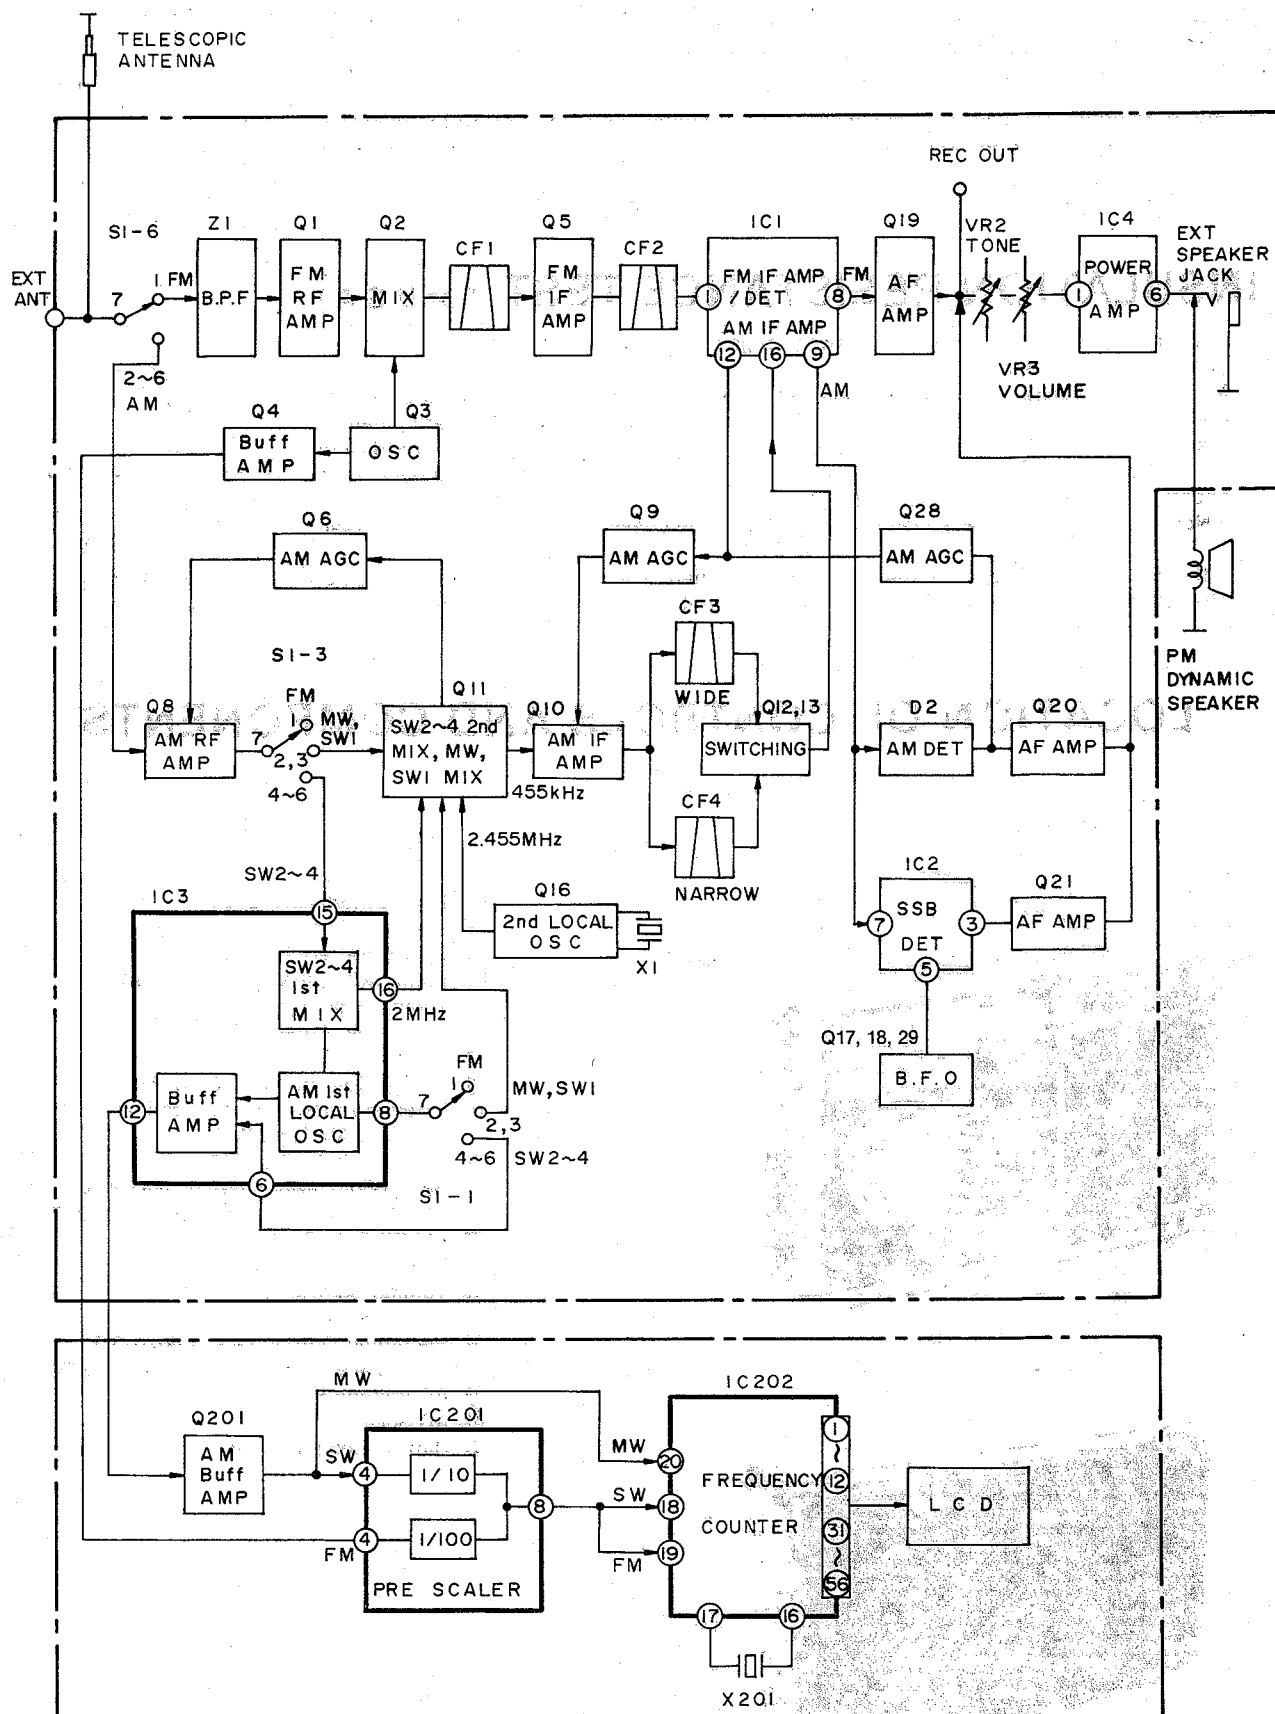 TELESCOPIC
ANTENNA
REC OUT
S1-6
Z1
Q1
Q2
CF1
Q5
CF2
IC1
Q19
VR2
TONE
IC4
EXT
SPEAKER
JACK
EXT
ANT
7
1 FM
B.P.F
FM
RF
AMP
MIX
FM
IF
AMP
1
FM IF AMP
/DET.
AM IF AMP
8
FM
AF
AMP
1
POWER
AMP
6
12
16
9
AM
VR3
VOLUME
2~6
AM
Q4
Buff
AMP
Q3
OSC
Q6
AM AGC
Q9
AM AGC
Q28
AM AGC
CF3
WIDE
PM
DYNAMIC
SPEAKER
S1-3
FM
1
MW,
SW1
7
2,3
4~6
Q8
AM RF
AMP
Q11
SW2~4 2nd
MIX, MW,
SW1 MIX
Q10
AM IF
AMP
455kHz
Q12,13
SWITCHING
D2
AM DET
Q20
AF AMP
CF4
NARROW
2.455MHz
SW2~4
IC3
15
Q16
2nd LOCAL
OSC
X1
IC2
7
SSB
DET
3
5
Q21
AF AMP
SW2~4
1st
MIX
16
2MHz
Q17, 18, 29
B.F.O
12
Buff
AMP
AM 1st
LOCAL
OSC
8
7
FM
1
MW, SW1
2,3
4~6
SW2~4
6
S1-1
MW
Q201
AM
Buff
AMP
IC201
SW
4
1/10
8
4
FM
1/100
PRE SCALER
IC202
MW
20
SW
18
19
FM
FREQUENCY
COUNTER
1
~
12
31
~
56
LCD
17
16
X201